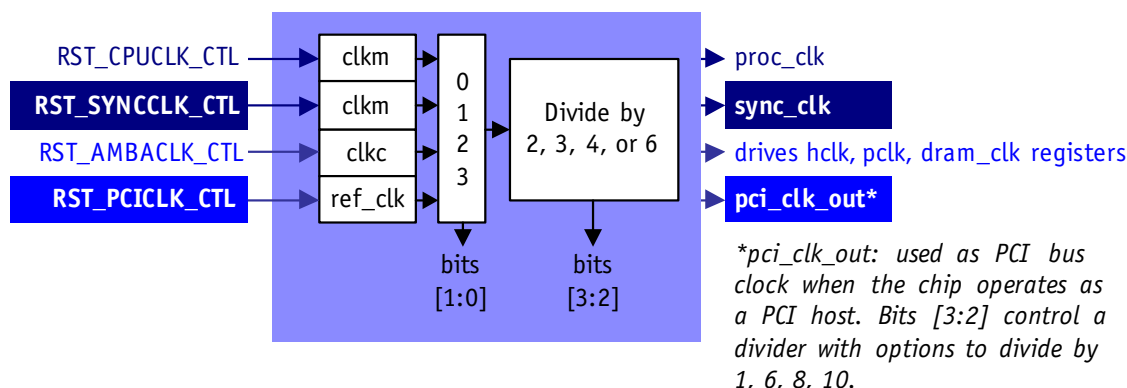 RST_CPUCLK_CTL clkm proc_clk
RST_SYNCCLK_CTL clkm sync_clk
RST_AMBACLK_CTL clkc drives hclk, pclk, dram_clk registers
RST_PCICLK_CTL ref_clk pci_clk_out*
0
1
2
3
Divide by
2, 3, 4, or 6
bits
[1:0]
bits
[3:2]
*pci_clk_out: used as PCI bus
clock when the chip operates as
a PCI host. Bits [3:2] control a
divider with options to divide by
1, 6, 8, 10.